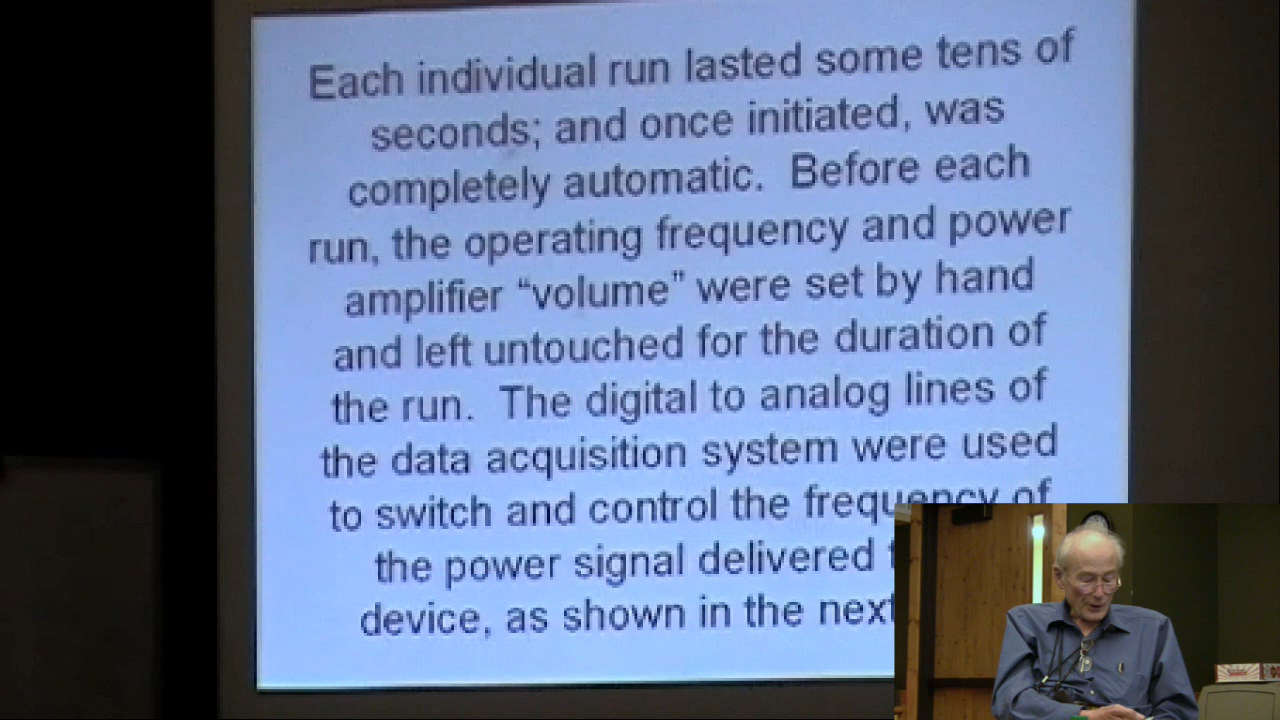 Each individual run lasted some tens of
seconds; and once initiated, was
completely automatic. Before each
run, the operating frequency and power
amplifier “volume” were set by hand
and left untouched for the duration of
the run. The digital to analog lines of
the data acquisition system were used
to switch and control the frequency of
the power signal delivered
device, as shown in the next